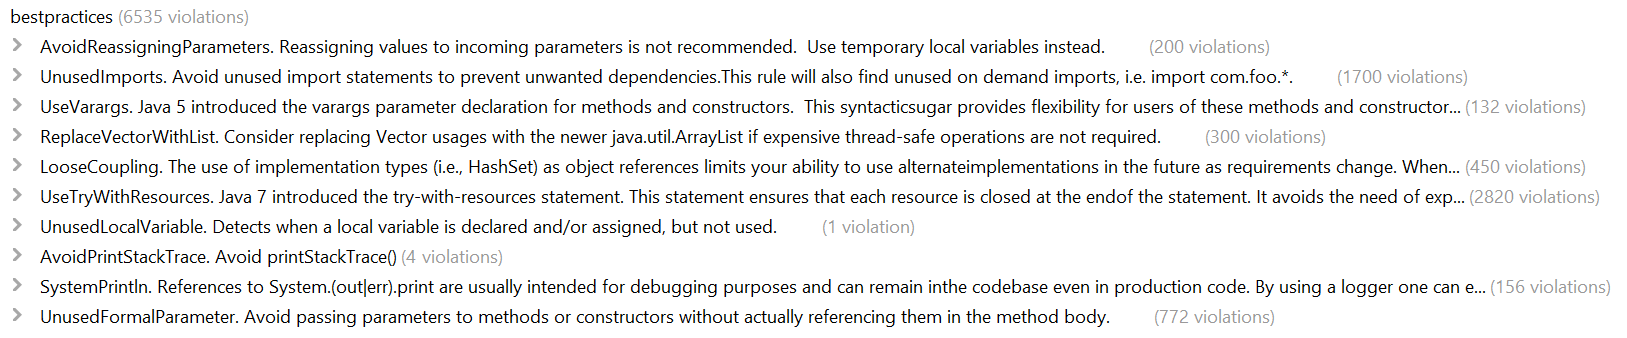 bestpractices (6535 violations)
AvoidReassigningParameters. Reassigning values to incoming parameters is not recommended.  Use temporary local variables instead. (200 violations)
UnusedImports. Avoid unused import statements to prevent unwanted dependencies.This rule will also find unused on demand imports, i.e. import com.foo.*. (1700 violations)
UseVarargs. Java 5 introduced the varargs parameter declaration for methods and constructors.  This syntacticsugar provides flexibility for users of these methods and constructor... (132 violations)
ReplaceVectorWithList. Consider replacing Vector usages with the newer java.util.ArrayList if expensive thread-safe operations are not required. (300 violations)
LooseCoupling. The use of implementation types (i.e., HashSet) as object references limits your ability to use alternateimplementations in the future as requirements change. When... (450 violations)
UseTryWithResources. Java 7 introduced the try-with-resources statement. This statement ensures that each resource is closed at the endof the statement. It avoids the need of exp... (2820 violations)
UnusedLocalVariable. Detects when a local variable is declared and/or assigned, but not used. (1 violation)
AvoidPrintStackTrace. Avoid printStackTrace() (4 violations)
SystemPrintln. References to System.(out|err).print are usually intended for debugging purposes and can remain inthe codebase even in production code. By using a logger one can e... (156 violations)
UnusedFormalParameter. Avoid passing parameters to methods or constructors without actually referencing them in the method body. (772 violations)